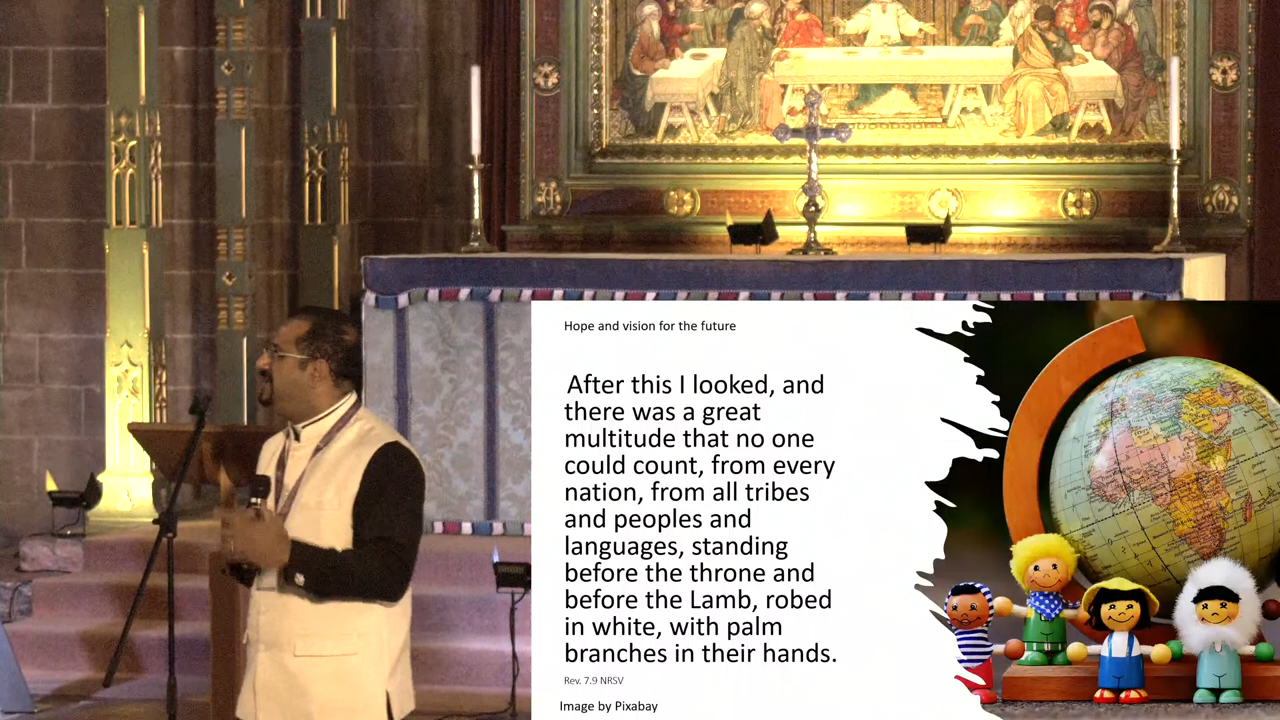 Hope and vision for the future
After this I looked, and
there was a great
multitude that no one
could count, from every
nation, from all tribes
and peoples and
languages, standing
before the throne and
before the Lamb, robed
in white, with palm
branches in their hands.
Rev. 7.9 NRSV
Image by Pixabay